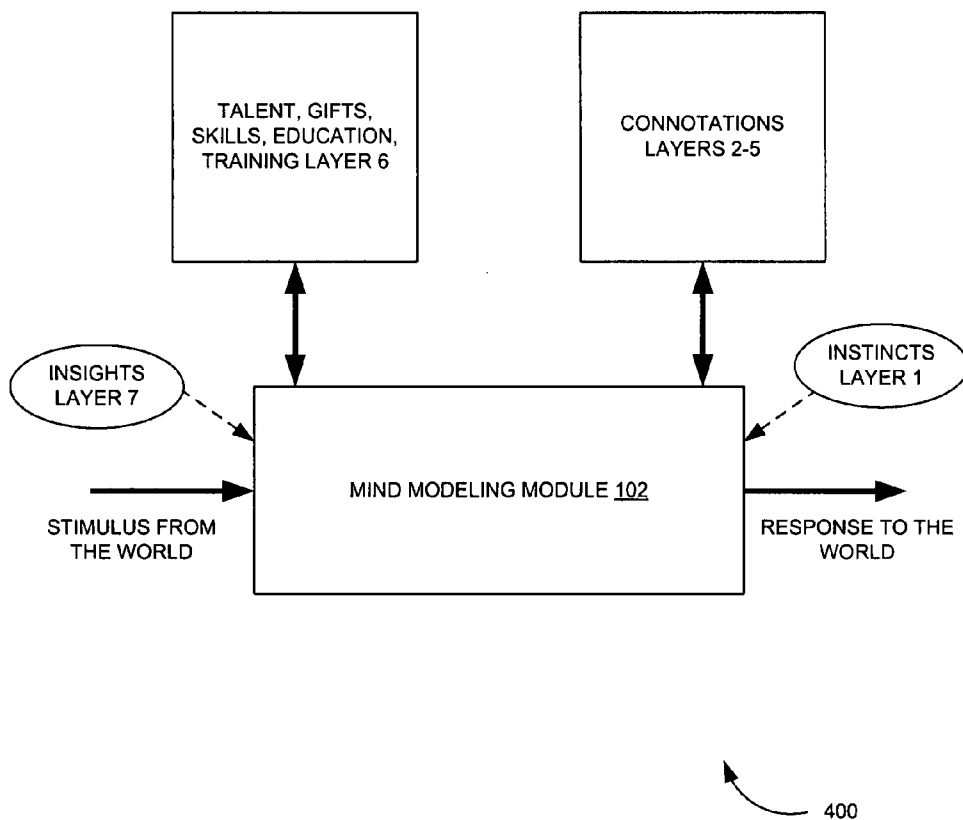 TALENT, GIFTS,
SKILLS, EDUCATION,
TRAINING LAYER 6
CONNOTATIONS
LAYERS 2-5
INSIGHTS
LAYER 7
INSTINCTS
LAYER 1
MIND MODELING MODULE 102
STIMULUS FROM
THE WORLD
RESPONSE TO THE
WORLD
400